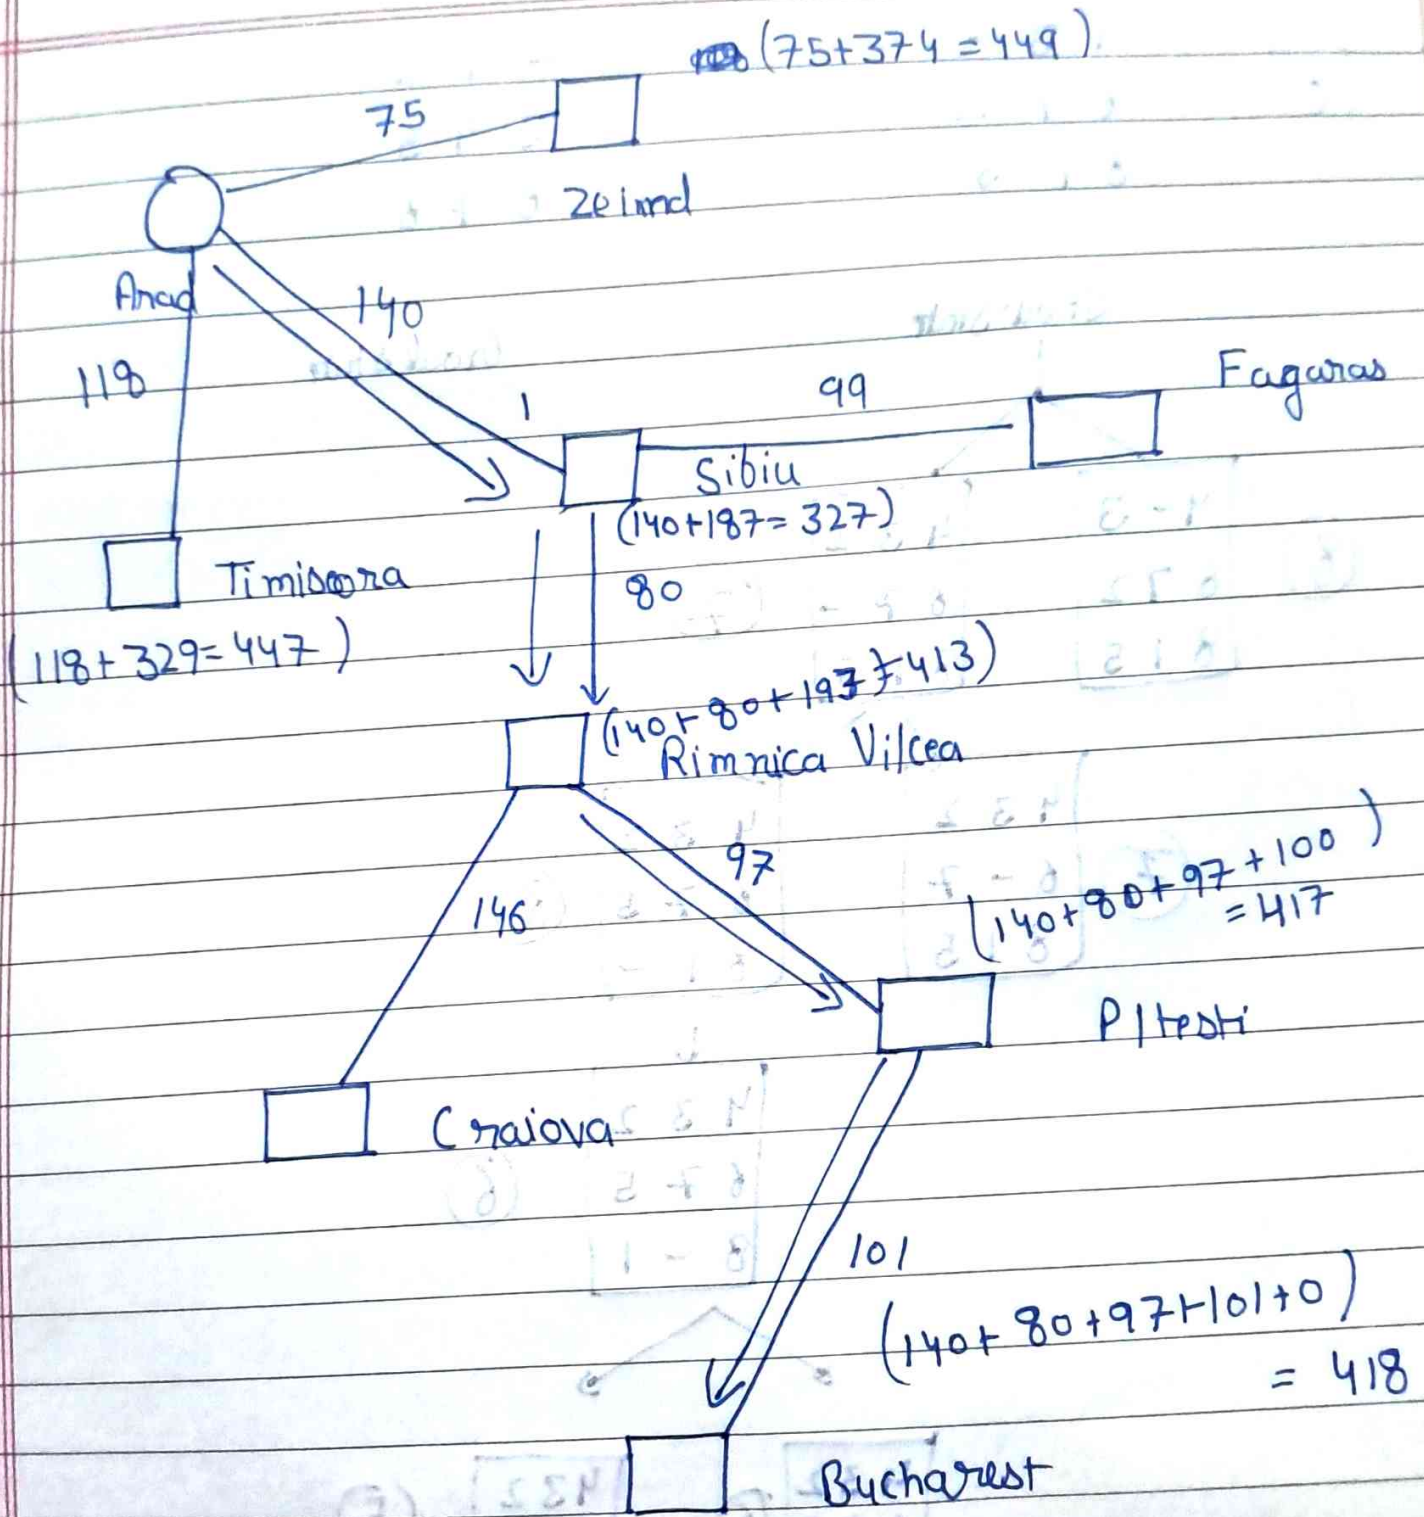 (75+374=449)
75
Zeimd
Arad
140
118
1
99
Fagaras
Sibiu
(140+187=327)
Timisoora
80
(118+329=447)
(140+80+193=413)
Rimnica Vilcea
97
146
(140+80+97+100)
=417
Pitesti
Craiova
101
(140+80+97+101+0)
= 418
Bucharest